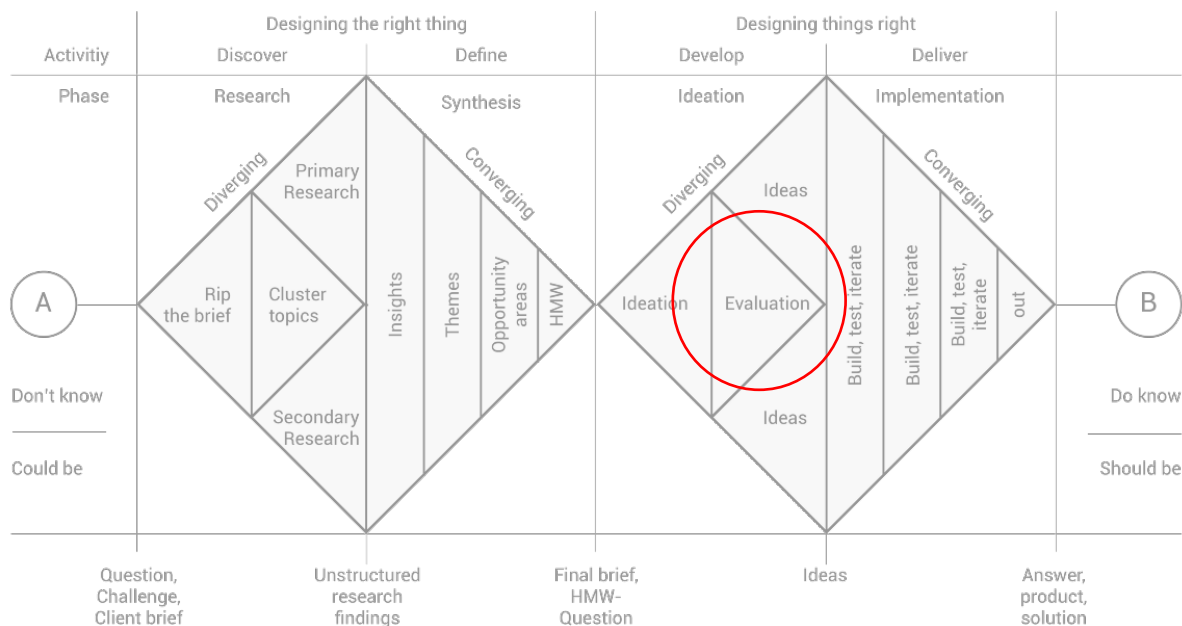 Designing the right thing
Designing things right
Activitiy
Discover
Define
Develop
Deliver
Phase
Research
Synthesis
Ideation
Implementation
Diverging
Converging
Diverging
Converging
Primary
Research
Ideas
A
Rip
the brief
Cluster
topics
Insights
Themes
Opportunity
areas
HMW
Ideation
Evaluation
Build, test, iterate
Build, test, iterate
Build, test,
iterate
out
B
Secondary
Research
Ideas
Don't know
Could be
Do know
Should be
Question,
Challenge,
Client brief
Unstructured
research
findings
Final brief,
HMW-
Question
Ideas
Answer,
product,
solution